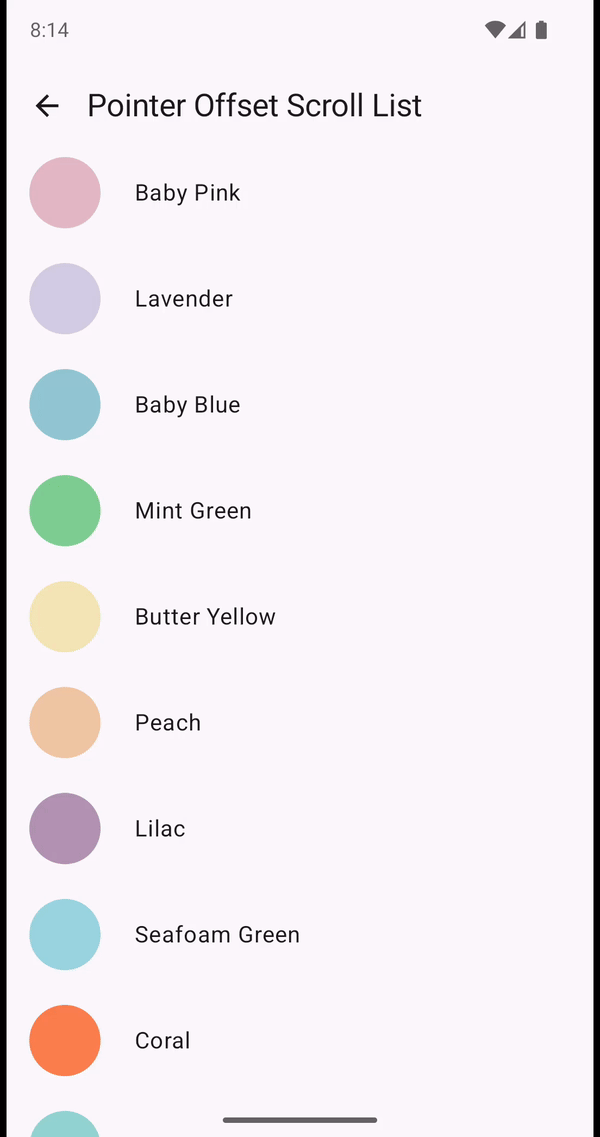 8:14
Pointer Offset Scroll List
Baby Pink
Lavender
Baby Blue
Mint Green
Butter Yellow
Peach
Lilac
Seafoam Green
Coral